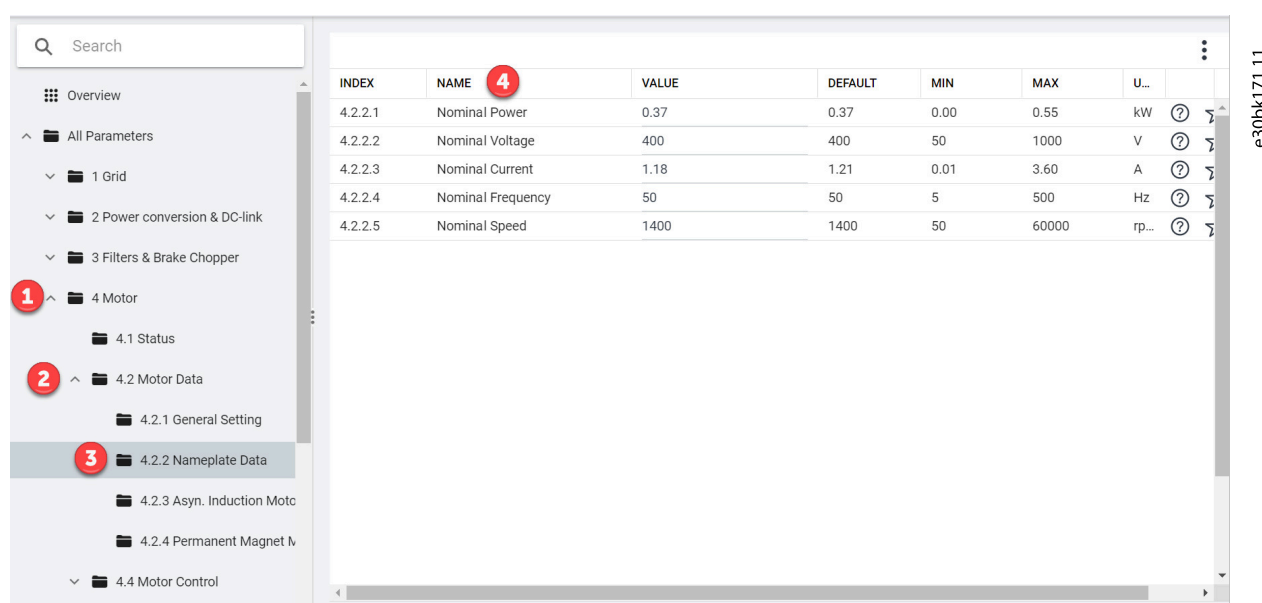 Search
Overview
All Parameters
1 Grid
2 Power conversion & DC-link
3 Filters & Brake Chopper
1 4 Motor
4.1 Status
2 4.2 Motor Data
4.2.1 General Setting
3 4.2.2 Nameplate Data
4.2.3 Asyn. Induction Moto
4.2.4 Permanent Magnet M
4.4 Motor Control
INDEX NAME 4 VALUE DEFAULT MIN MAX U...
4.2.2.1 Nominal Power 0.37 0.37 0.00 0.55 kW
4.2.2.2 Nominal Voltage 400 400 50 1000 V
4.2.2.3 Nominal Current 1.18 1.21 0.01 3.60 A
4.2.2.4 Nominal Frequency 50 50 5 500 Hz
4.2.2.5 Nominal Speed 1400 1400 50 60000 rp...
e30bk171.11